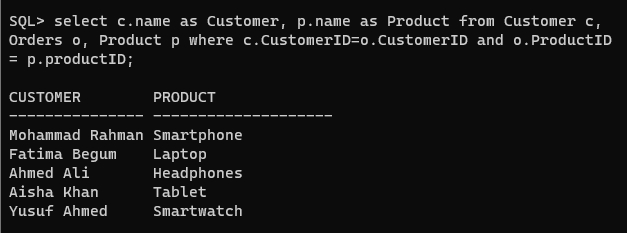 SQL> select c.name as Customer, p.name as Product from Customer c,
Orders o, Product p where c.CustomerID=o.CustomerID and o.ProductID
= p.productID;

CUSTOMER        PRODUCT
--------------- --------------------
Mohammad Rahman Smartphone
Fatima Begum    Laptop
Ahmed Ali       Headphones
Aisha Khan      Tablet
Yusuf Ahmed     Smartwatch